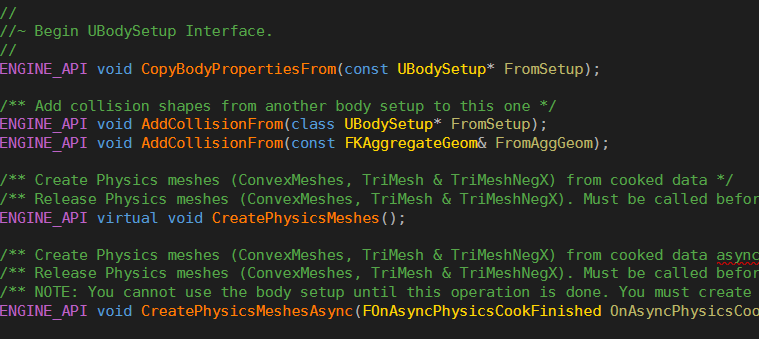 //
//~ Begin UBodySetup Interface.
//
ENGINE_API void CopyBodyPropertiesFrom(const UBodySetup* FromSetup);
/** Add collision shapes from another body setup to this one */
ENGINE_API void AddCollisionFrom(class UBodySetup* FromSetup);
ENGINE_API void AddCollisionFrom(const FKAggregateGeom& FromAggGeom);
/** Create Physics meshes (ConvexMeshes, TriMesh & TriMeshNegX) from cooked data */
/** Release Physics meshes (ConvexMeshes, TriMesh & TriMeshNegX). Must be called befor
ENGINE_API virtual void CreatePhysicsMeshes();
/** Create Physics meshes (ConvexMeshes, TriMesh & TriMeshNegX) from cooked data async
/** Release Physics meshes (ConvexMeshes, TriMesh & TriMeshNegX). Must be called befor
/** NOTE: You cannot use the body setup until this operation is done. You must create
ENGINE_API void CreatePhysicsMeshesAsync(FOnAsyncPhysicsCookFinished OnAsyncPhysicsCoo